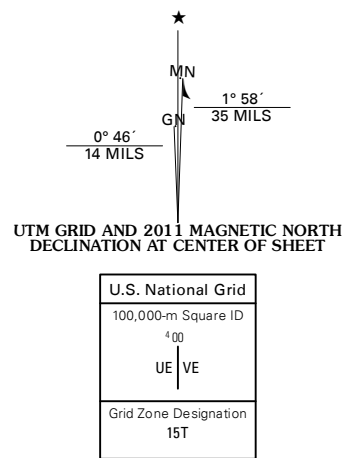 MN
1° 58´
35 MILS
GN
0° 46´
14 MILS
UTM GRID AND 2011 MAGNETIC NORTH
DECLINATION AT CENTER OF SHEET
U.S. National Grid
100,000-m Square ID
4 00
UE VE
Grid Zone Designation
15T